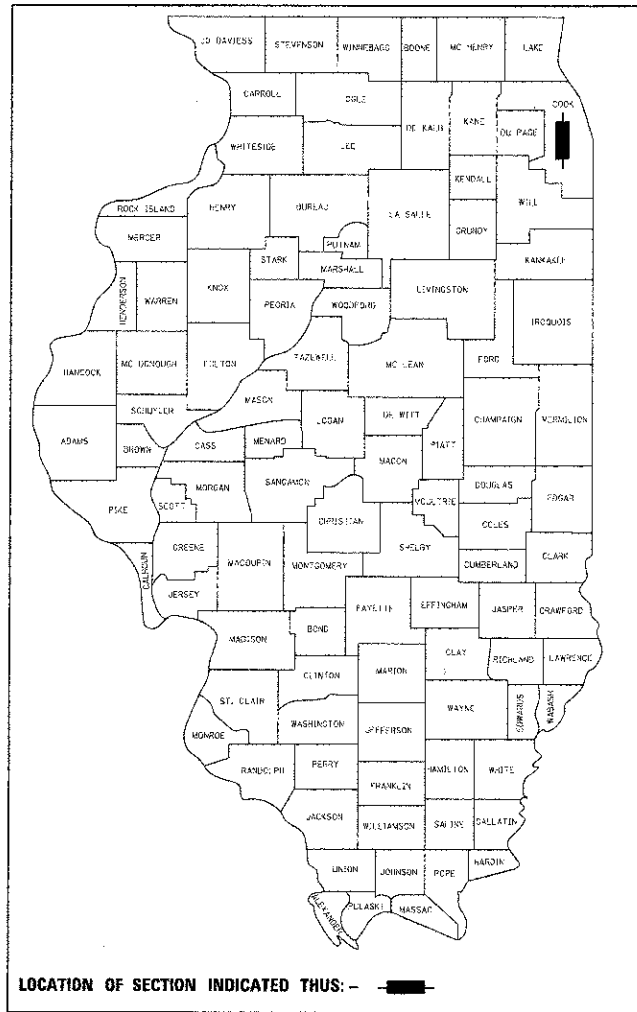 JO DAVIESS STEVENSON WINNEBAGO BOONE MC HENRY LAKE
CARROLL OGLE COOK
DE KALB KANE DU PAGE
WHITESIDE LEE
KENDALL WILL
ROCK ISLAND HENRY BUREAU LA SALLE
GRUNDY
MERCER PUTNAM
STARK KANKAKEE
MARSHALL
HENDERSON WARREN KNOX LIVINGSTON
PEORIA WOODFORD IROQUOIS
TAZEWELL FORD
HANCOCK MC DONOUGH FULTON MC LEAN
MASON
SCHUYLER LOGAN DE WITT CHAMPAIGN VERMILION
ADAMS BROWN CASS MENARD PIATT
MACON
MORGAN SANGAMON DOUGLAS
PIKE SCOTT MOULTRIE EDGAR
CHRISTIAN COLES
GREENE SHELBY
CALHOUN MACOUPIN MONTGOMERY CUMBERLAND CLARK
JERSEY FAYETTE EFFINGHAM JASPER CRAWFORD
BOND
MADISON CLAY RICHLAND LAWRENCE
CLINTON MARION
ST. CLAIR WAYNE EDWARDS WABASH
WASHINGTON
MONROE JEFFERSON
RANDOLPH PERRY HAMILTON WHITE
FRANKLIN
JACKSON WILLIAMSON SALINE GALLATIN
UNION JOHNSON POPE HARDIN
ALEXANDER PULASKI MASSAC
LOCATION OF SECTION INDICATED THUS: -